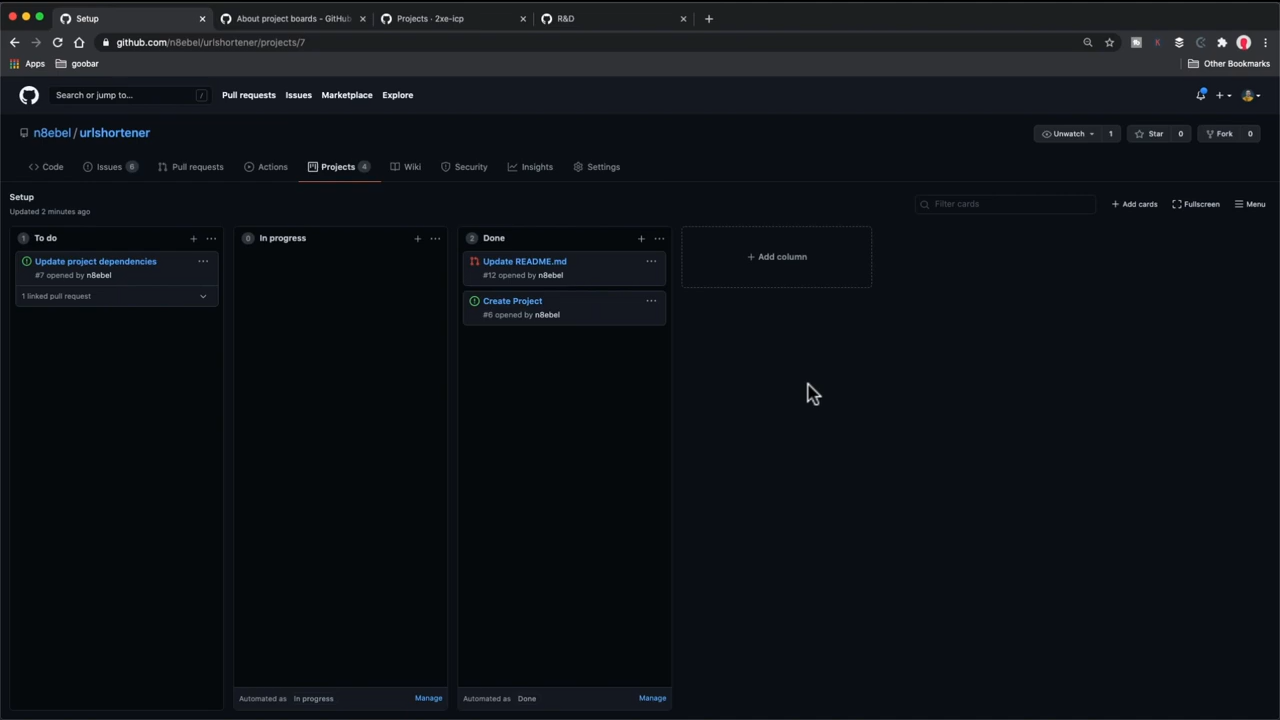 Setup
About project boards - GitHub
Projects · 2xe-icp
R&D
github.com/n8ebel/urlshortener/projects/7
Apps
goobar
Other Bookmarks
Search or jump to...
/
Pull requests
Issues
Marketplace
Explore
n8ebel / urlshortener
Unwatch
1
Star
0
Fork
0
Code
Issues 6
Pull requests
Actions
Projects 4
Wiki
Security
Insights
Settings
Setup
Updated 2 minutes ago
Filter cards
+ Add cards
Fullscreen
Menu
1 To do
Update project dependencies
#7 opened by n8ebel
1 linked pull request
0 In progress
Automated as In progress
Manage
2 Done
Update README.md
#12 opened by n8ebel
Create Project
#6 opened by n8ebel
Automated as Done
Manage
+ Add column